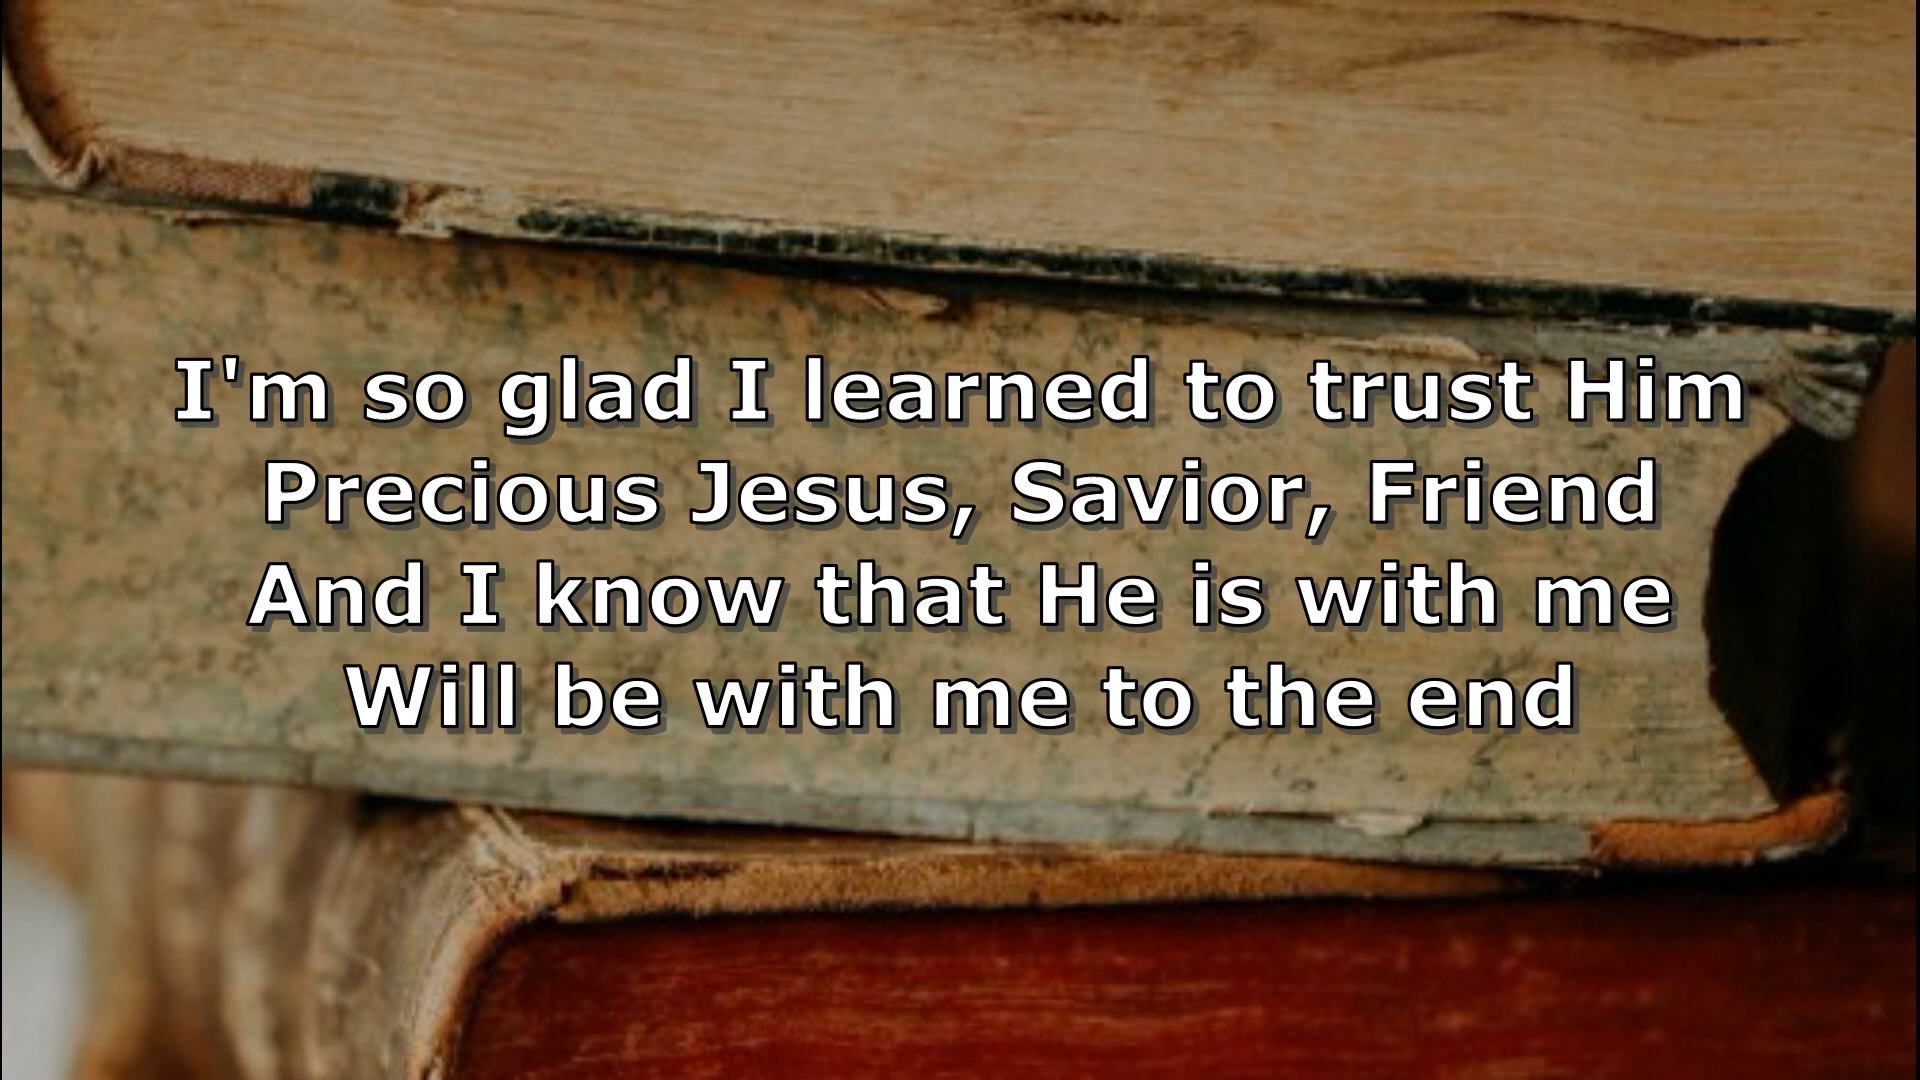 I'm so glad I learned to trust Him
Precious Jesus, Savior, Friend
And I know that He is with me
Will be with me to the end